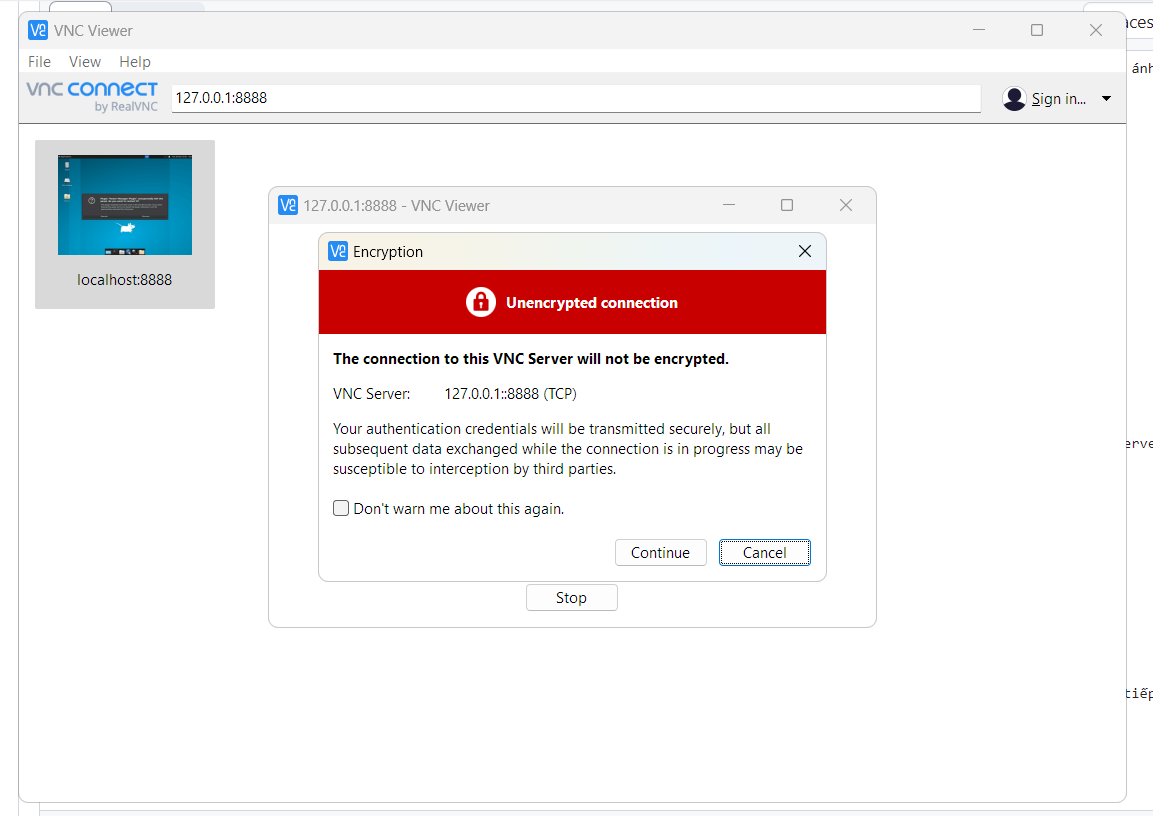 VNC Viewer
File View Help
vnc connect
by RealVNC
127.0.0.1:8888
Sign in...
localhost:8888
127.0.0.1:8888 - VNC Viewer
Encryption
Unencrypted connection
The connection to this VNC Server will not be encrypted.
VNC Server: 127.0.0.1::8888 (TCP)
Your authentication credentials will be transmitted securely, but all
subsequent data exchanged while the connection is in progress may be
susceptible to interception by third parties.
Don't warn me about this again.
Continue Cancel
Stop
aces
ánh
erve
tiếp